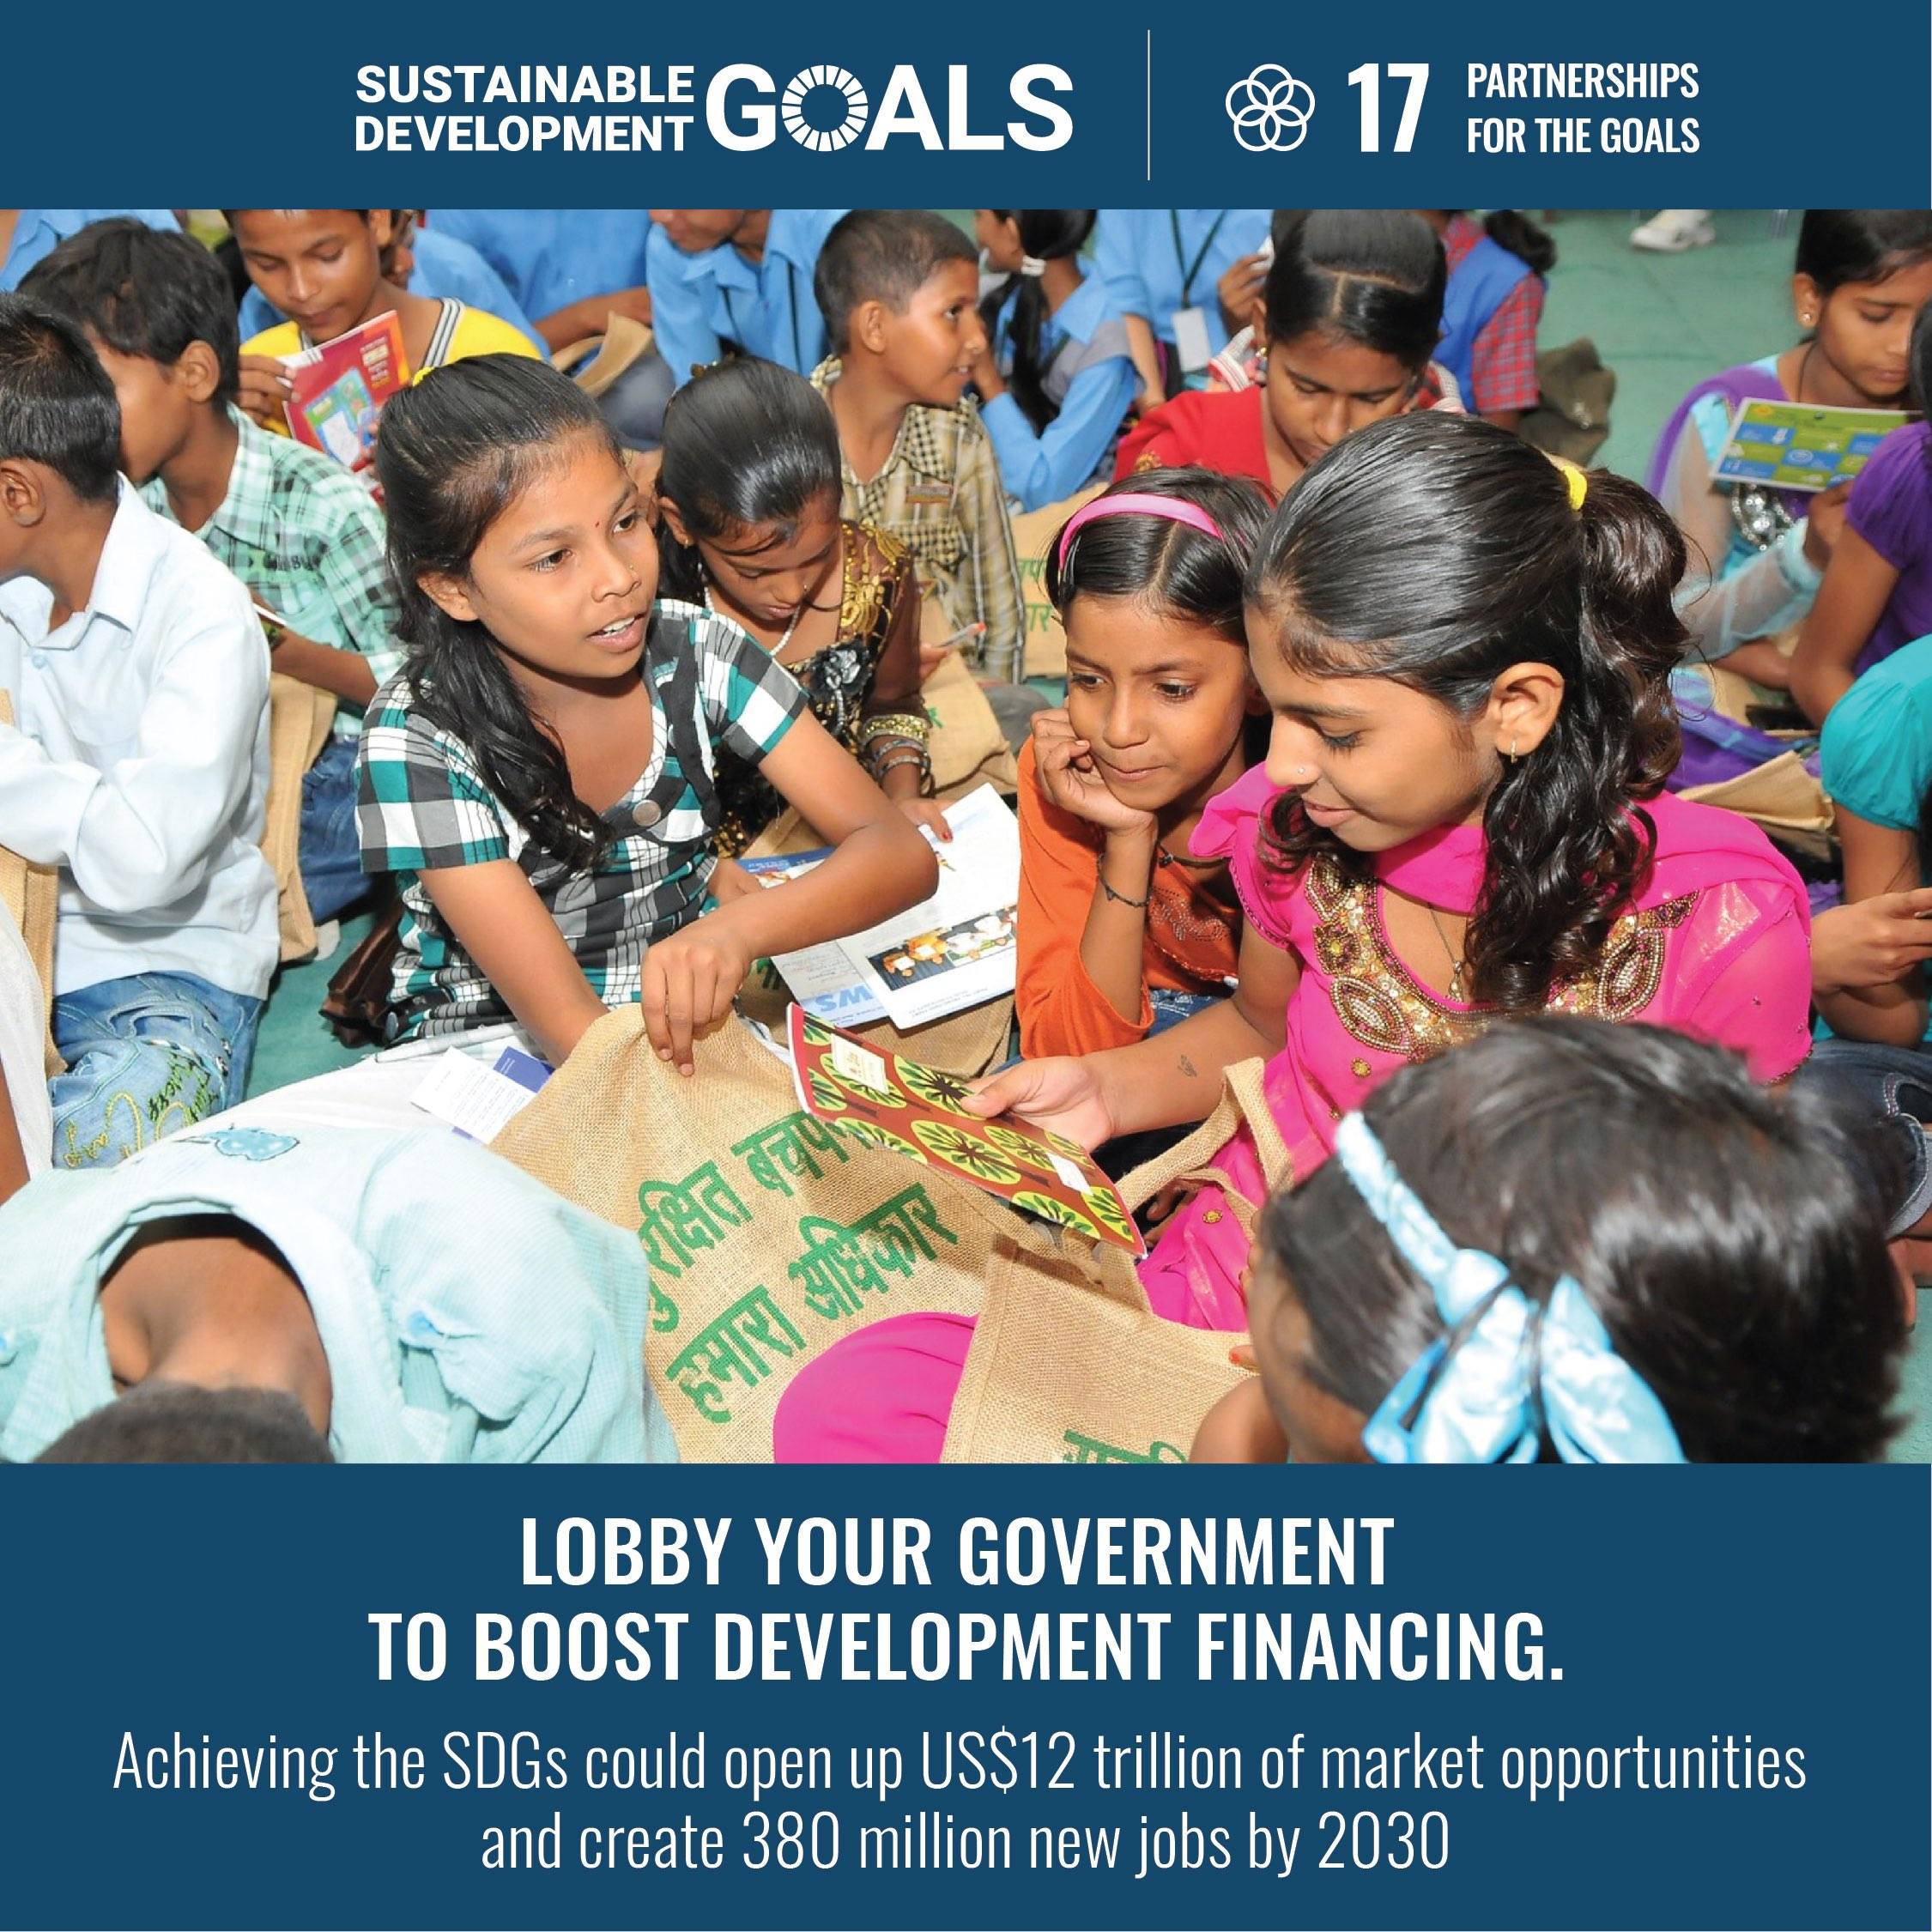 SUSTAINABLE
DEVELOPMENT
GOALS
17
PARTNERSHIPS
FOR THE GOALS
हमारा अधिकार
LOBBY YOUR GOVERNMENT
TO BOOST DEVELOPMENT FINANCING.
Achieving the SDGs could open up US$12 trillion of market opportunities
and create 380 million new jobs by 2030